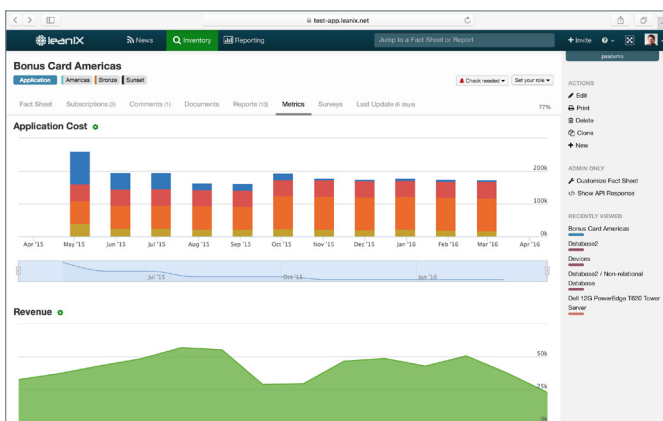 test-app.leanix.net
leanIX News Inventory Reporting Jump to a Fact Sheet or Report + Invite
Bonus Card Americas
Application Americas Bronze Sunset Check needed Set your role
Fact Sheet Subscriptions (3) Comments (1) Documents Reports (10) Metrics Surveys Last Update (6 days) 77%
Application Cost
200k
100k
0k
Apr '15 May '15 Jun '15 Jul '15 Aug '15 Sep '15 Oct '15 Nov '15 Dec '15 Jan '16 Feb '16 Mar '16 Apr '16
Jul '15 Oct '15 Jan '16
Revenue
50k
25k
0k
ACTIONS
Edit
Print
Delete
Clone
New
ADMIN ONLY
Customize Fact Sheet
Show API Response
RECENTLY VIEWED
Bonus Card Americas
Database2
Devices
Database2 / Non-relational
Database
Dell 12G PowerEdge T620 Tower
Server